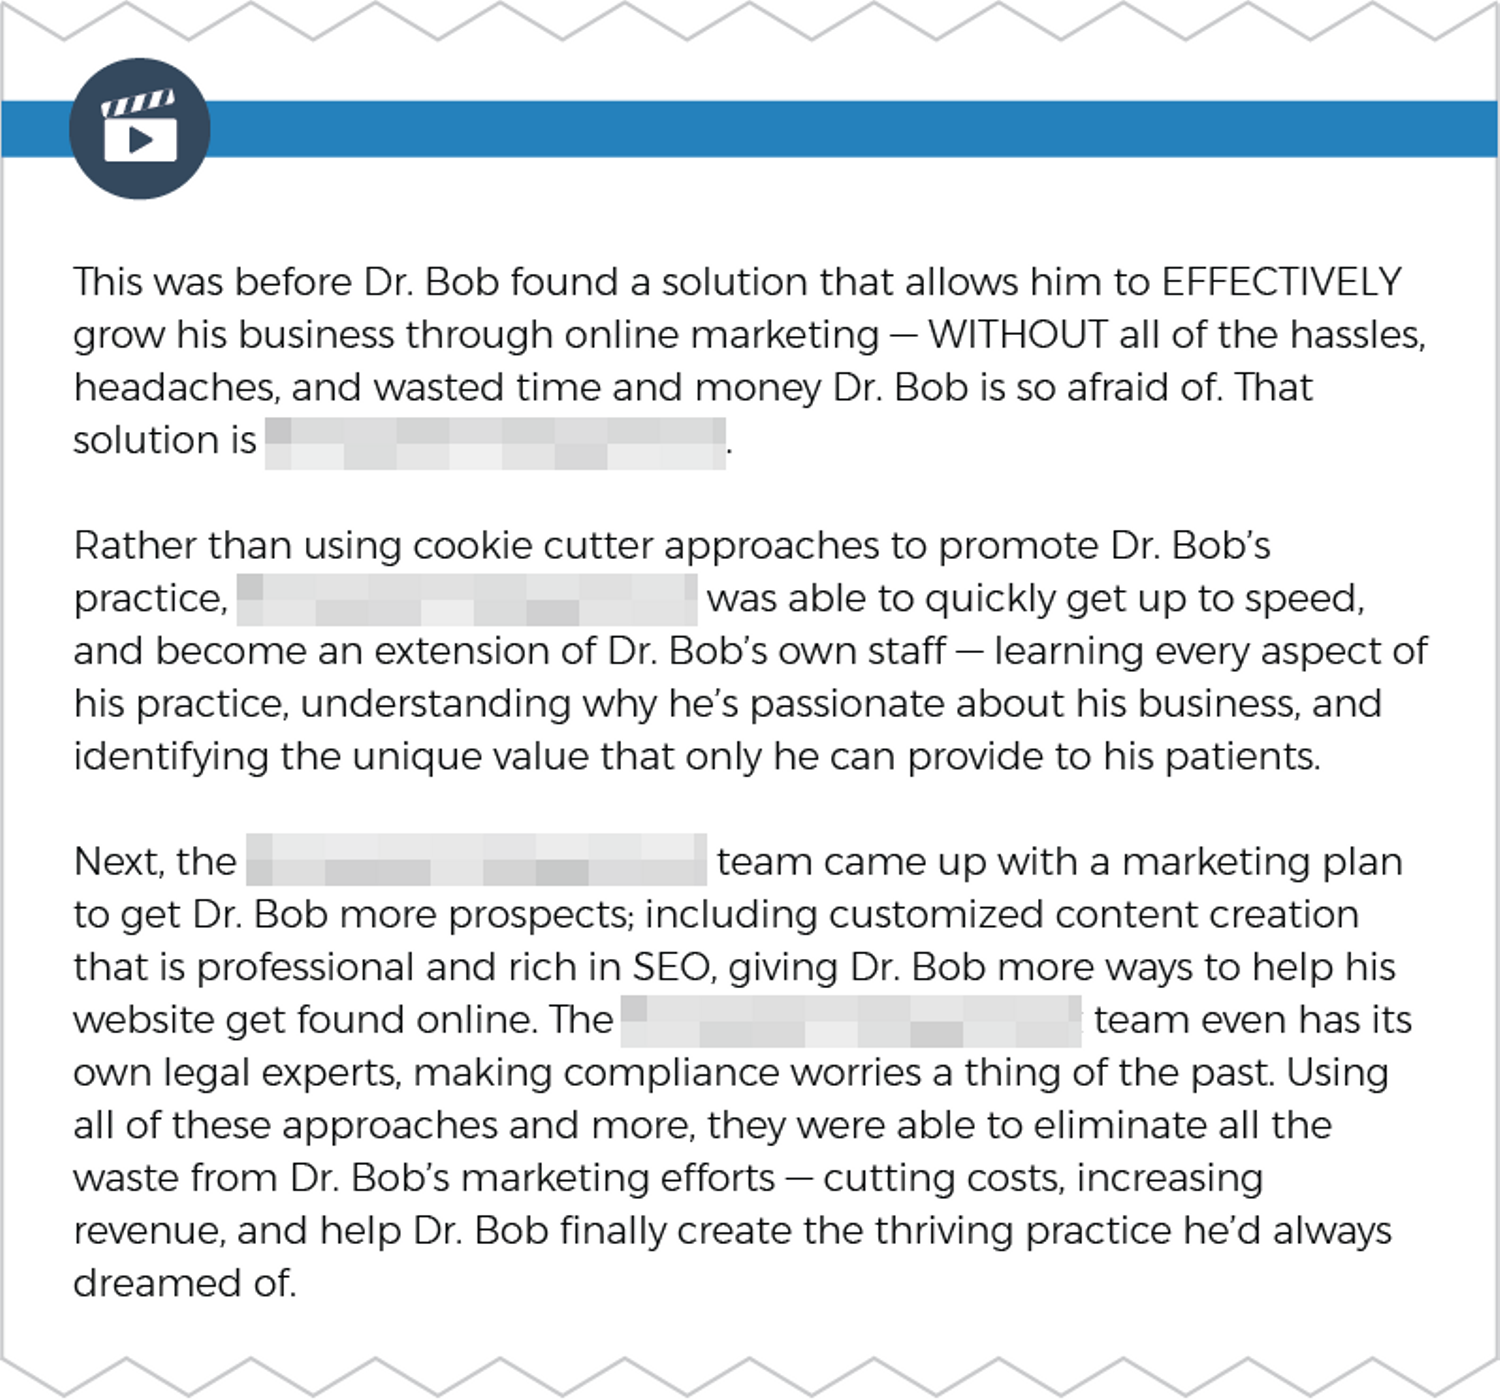 This was before Dr. Bob found a solution that allows him to EFFECTIVELY
grow his business through online marketing — WITHOUT all of the hassles,
headaches, and wasted time and money Dr. Bob is so afraid of. That
solution is .
Rather than using cookie cutter approaches to promote Dr. Bob’s
practice, was able to quickly get up to speed,
and become an extension of Dr. Bob’s own staff — learning every aspect of
his practice, understanding why he’s passionate about his business, and
identifying the unique value that only he can provide to his patients.
Next, the team came up with a marketing plan
to get Dr. Bob more prospects; including customized content creation
that is professional and rich in SEO, giving Dr. Bob more ways to help his
website get found online. The team even has its
own legal experts, making compliance worries a thing of the past. Using
all of these approaches and more, they were able to eliminate all the
waste from Dr. Bob’s marketing efforts — cutting costs, increasing
revenue, and help Dr. Bob finally create the thriving practice he’d always
dreamed of.